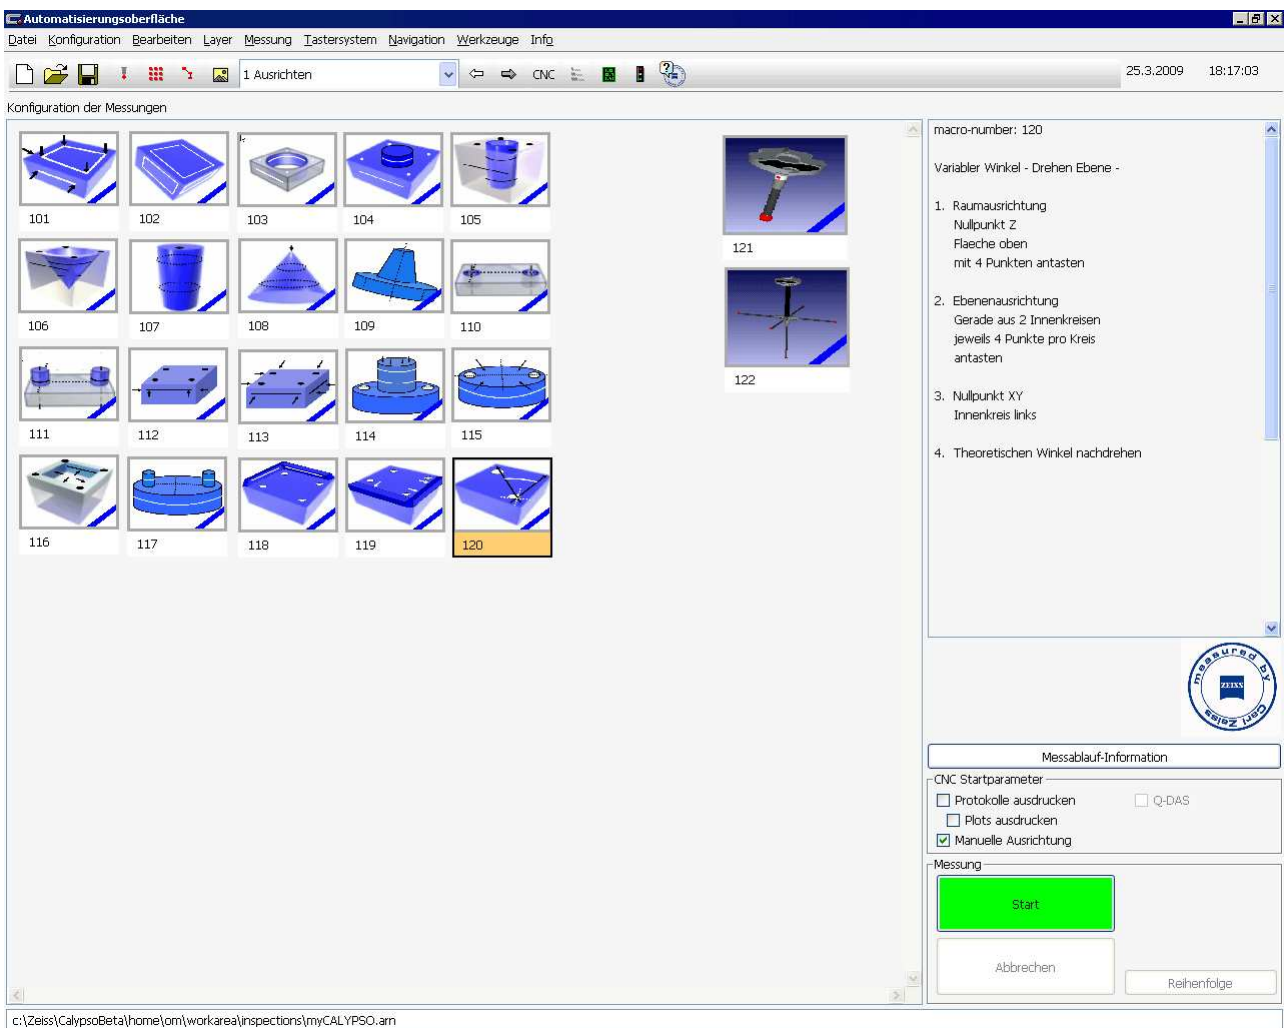 Automatisierungsoberfläche
Datei Konfiguration Bearbeiten Layer Messung Tastersystem Navigation Werkzeuge Info
1 Ausrichten CNC 25.3.2009 18:17:03
Konfiguration der Messungen
101 102 103 104 105
106 107 108 109 110
111 112 113 114 115
116 117 118 119 120
121
122
macro-number: 120
Variabler Winkel - Drehen Ebene -
1. Raumausrichtung
Nullpunkt Z
Flaeche oben
mit 4 Punkten antasten
2. Ebenenausrichtung
Gerade aus 2 Innenkreisen
jeweils 4 Punkte pro Kreis
antasten
3. Nullpunkt XY
Innenkreis links
4. Theoretischen Winkel nachdrehen
measured by
ZEISS
Carl Zeiss
Messablauf-Information
CNC Startparameter
Protokolle ausdrucken Q-DAS
Plots ausdrucken
Manuelle Ausrichtung
Messung
Start
Abbrechen
Reihenfolge
c:\Zeiss\CalypsoBeta\home\om\workarea\inspections\myCALYPSO.arn